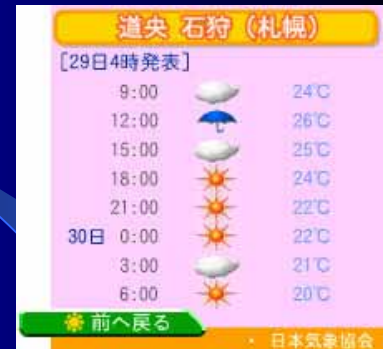 道央 石狩（札幌）
[29日4時発表]
9:00 24℃
12:00 26℃
15:00 25℃
18:00 24℃
21:00 22℃
30日 0:00 22℃
3:00 21℃
6:00 20℃
前へ戻る
・ 日本気象協会